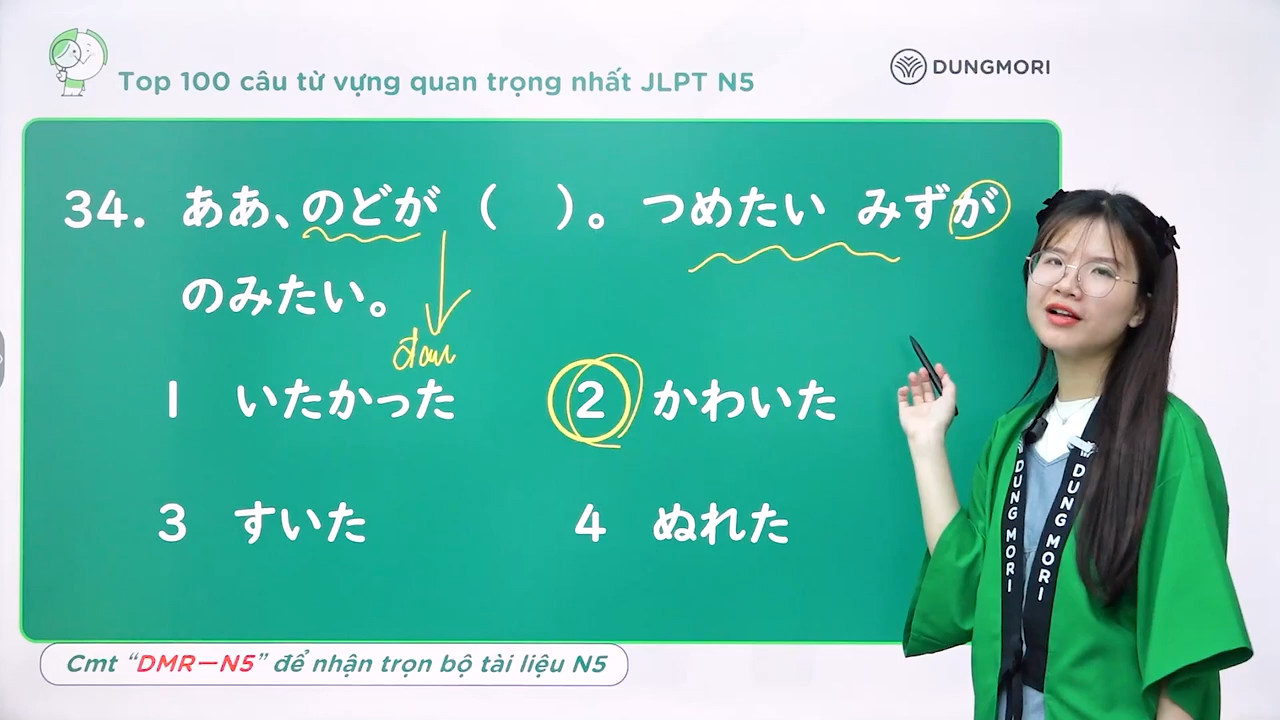 Top 100 câu từ vựng quan trọng nhất JLPT N5
DUNGMORI
34. ああ、のどが ( )。 つめたい みずが
のみたい。
đau
1 いたかった
2 かわいた
3 すいた
4 ぬれた
Cmt “DMR—N5” để nhận trọn bộ tài liệu N5
DUNG MORI
DUNG MORI